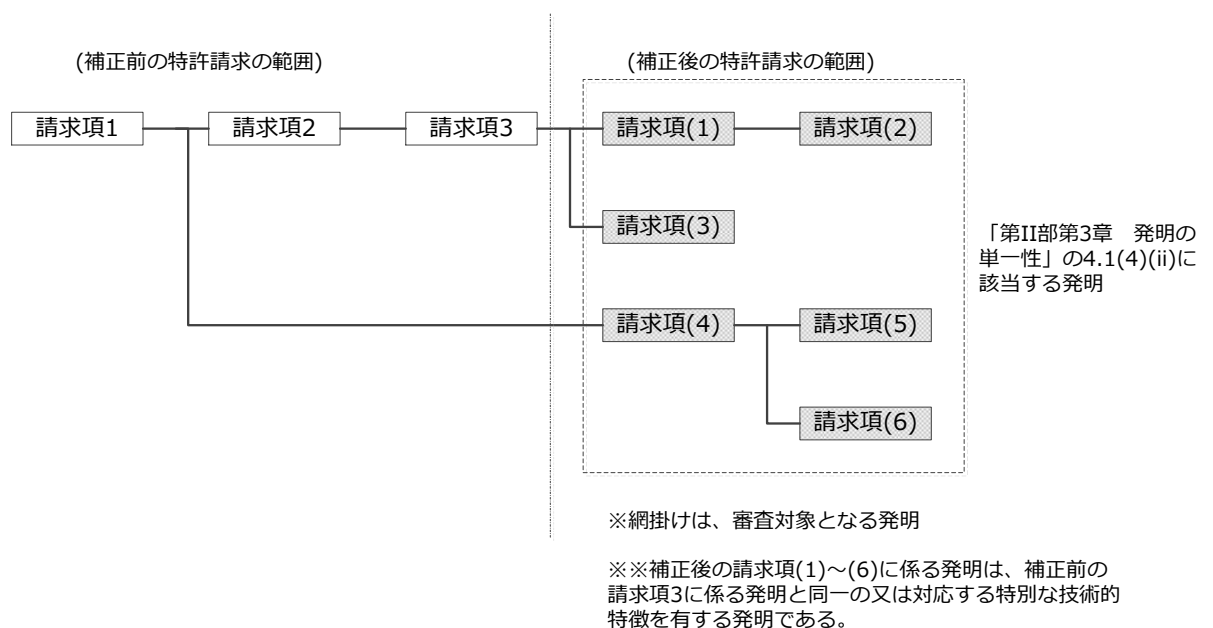 (補正前の特許請求の範囲)
(補正後の特許請求の範囲)
請求項1
請求項2
請求項3
請求項(1)
請求項(2)
請求項(3)
「第II部第3章　発明の
単一性」の4.1(4)(ii)に
該当する発明
請求項(4)
請求項(5)
請求項(6)
※網掛けは、審査対象となる発明
※※補正後の請求項(1)～(6)に係る発明は、補正前の
請求項3に係る発明と同一の又は対応する特別な技術的
特徴を有する発明である。